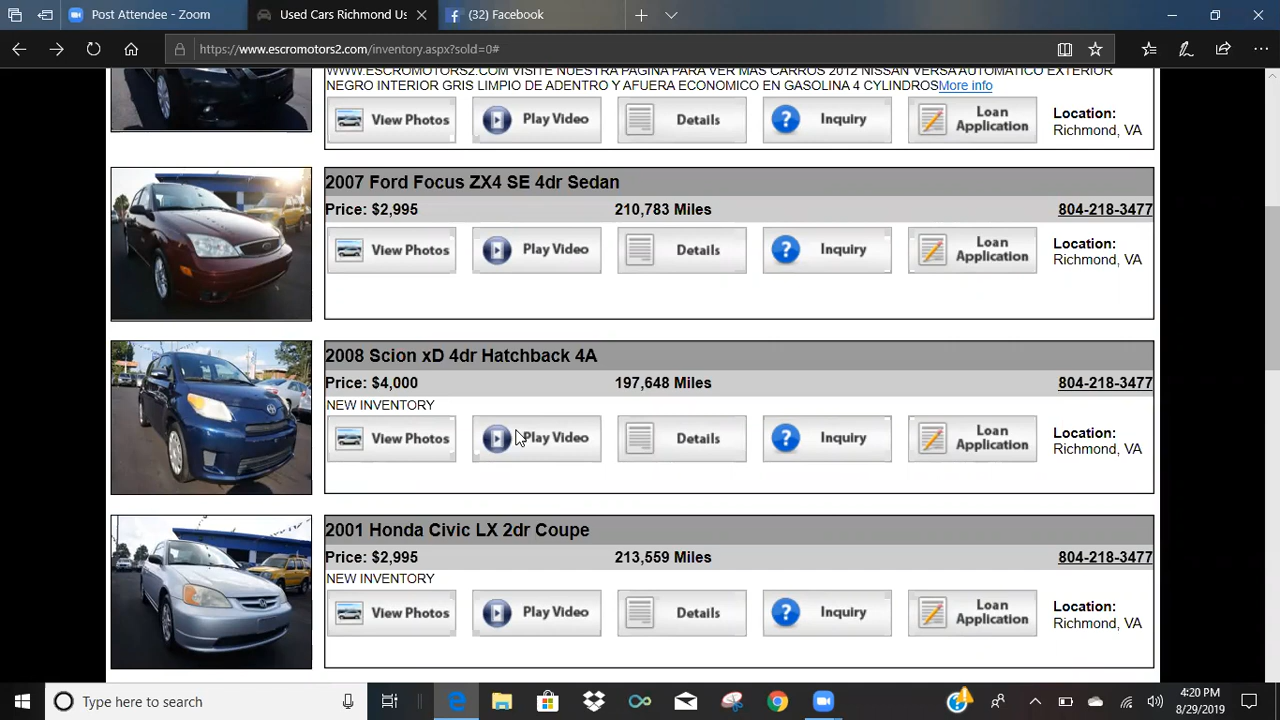 Post Attendee - Zoom
Used Cars Richmond Us
(32) Facebook
https://www.escromotors2.com/inventory.aspx?sold=0#
WWW.ESCROMOTORS2.COM VISITE NUESTRA PAGINA PARA VER MAS CARROS 2012 NISSAN VERSA AUTOMATICO EXTERIOR
NEGRO INTERIOR GRIS LIMPIO DE ADENTRO Y AFUERA ECONOMICO EN GASOLINA 4 CYLINDROSMore info
View Photos
Play Video
Details
Inquiry
Loan
Application
Location:
Richmond, VA
2007 Ford Focus ZX4 SE 4dr Sedan
Price: $2,995
210,783 Miles
804-218-3477
View Photos
Play Video
Details
Inquiry
Loan
Application
Location:
Richmond, VA
2008 Scion xD 4dr Hatchback 4A
Price: $4,000
197,648 Miles
804-218-3477
NEW INVENTORY
View Photos
Play Video
Details
Inquiry
Loan
Application
Location:
Richmond, VA
2001 Honda Civic LX 2dr Coupe
Price: $2,995
213,559 Miles
804-218-3477
NEW INVENTORY
View Photos
Play Video
Details
Inquiry
Loan
Application
Location:
Richmond, VA
Type here to search
4:20 PM
8/29/2019